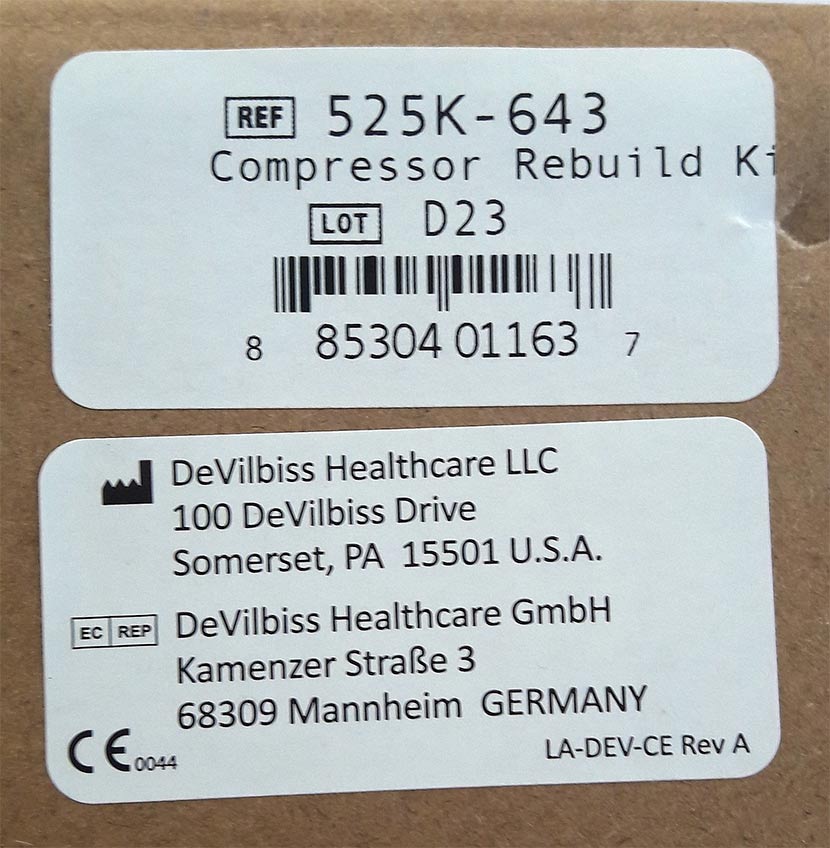 REF 525K-643
Compressor Rebuild Ki
LOT D23
8 85304 01163 7
DeVilbiss Healthcare LLC
100 DeVilbiss Drive
Somerset, PA 15501 U.S.A.
EC REP DeVilbiss Healthcare GmbH
Kamenzer Straße 3
68309 Mannheim GERMANY
CE 0044
LA-DEV-CE Rev A